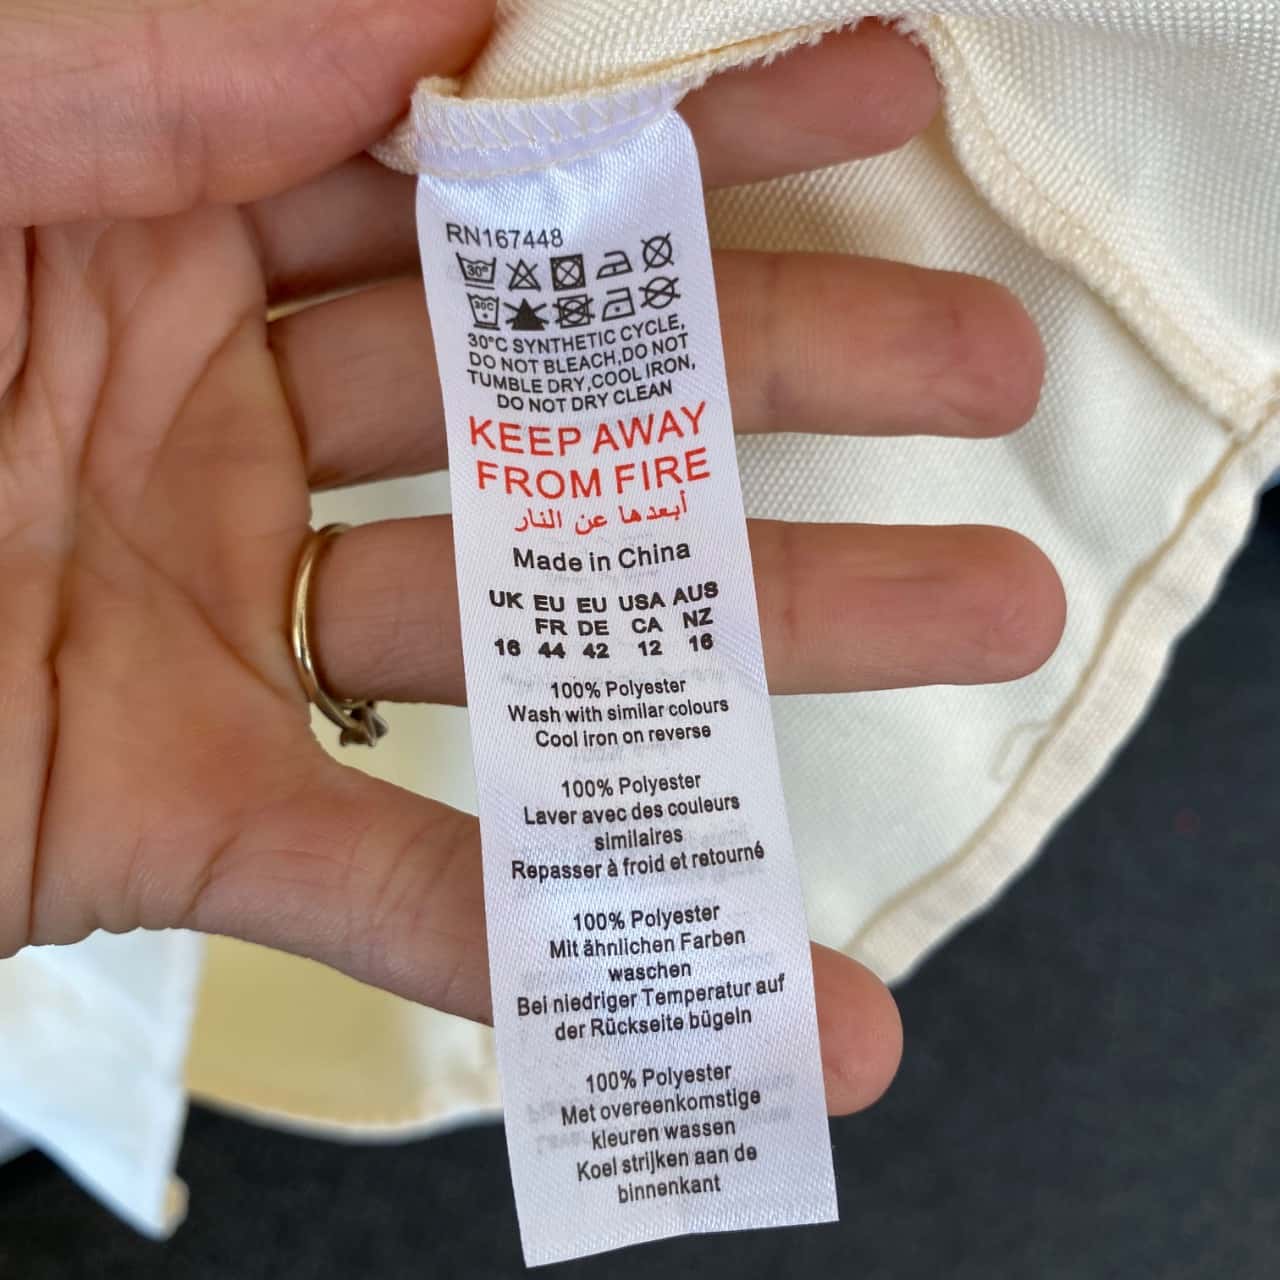 RN167448
30°
30C
30°C SYNTHETIC CYCLE,
DO NOT BLEACH,DO NOT
TUMBLE DRY,COOL IRON,
DO NOT DRY CLEAN
KEEP AWAY
FROM FIRE
أبعدها عن النار
Made in China
UK EU EU USA AUS
FR DE CA NZ
16 44 42 12 16
100% Polyester
Wash with similar colours
Cool iron on reverse
100% Polyester
Laver avec des couleurs
similaires
Repasser à froid et retourné
100% Polyester
Mit ähnlichen Farben
waschen
Bei niedriger Temperatur auf
der Rückseite bügeln
100% Polyester
Met overeenkomstige
kleuren wassen
Koel strijken aan de
binnenkant